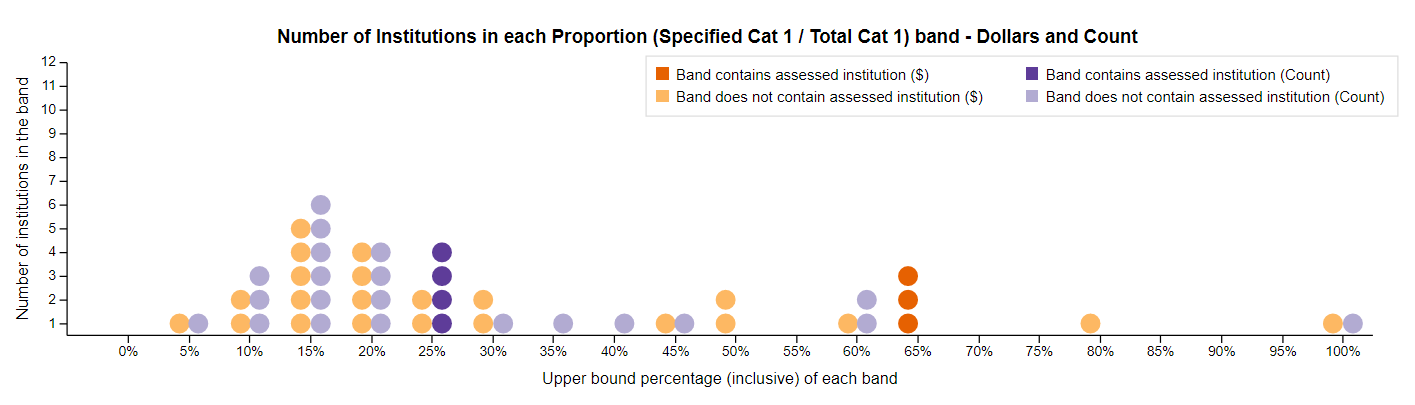 Number of Institutions in each Proportion (Specified Cat 1 / Total Cat 1) band - Dollars and Count
Band contains assessed institution ($)
Band contains assessed institution (Count)
Band does not contain assessed institution ($)
Band does not contain assessed institution (Count)
Number of institutions in the band
12
11
10
9
8
7
6
5
4
3
2
1
0% 5% 10% 15% 20% 25% 30% 35% 40% 45% 50% 55% 60% 65% 70% 75% 80% 85% 90% 95% 100%
Upper bound percentage (inclusive) of each band